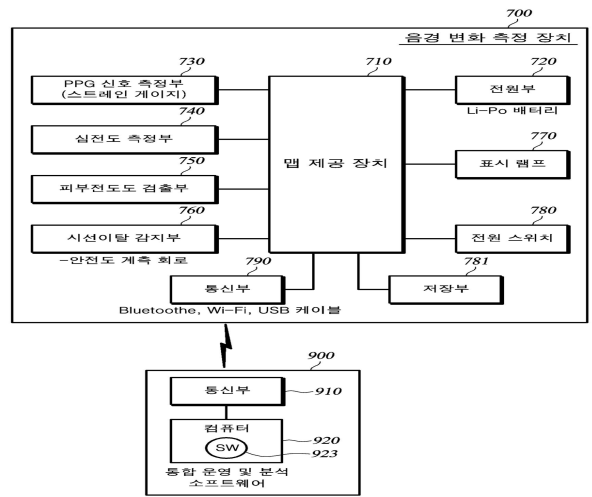 700
음경 변화 측정 장치
730
PPG 신호 측정부
(스트레인 게이지)
710
맵 제공 장치
720
전원부
Li-Po 배터리
740
심전도 측정부
770
표시 램프
750
피부전도도 검출부
760
시선이탈 감지부
-안전도 계측 회로
780
전원 스위치
790
통신부
Bluetoothe, Wi-Fi, USB 케이블
781
저장부
900
통신부
910
컴퓨터
SW
920
923
통합 운영 및 분석
소프트웨어